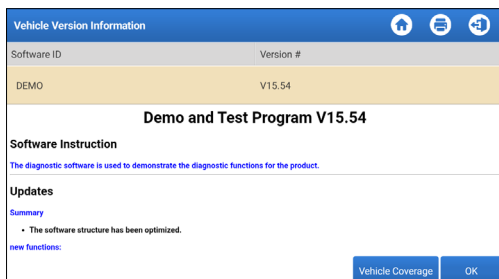 Vehicle Version Information
Software ID Version #
DEMO V15.54
Demo and Test Program V15.54
Software Instruction
The diagnostic software is used to demonstrate the diagnostic functions for the product.
Updates
Summary
• The software structure has been optimized.
new functions:
Vehicle Coverage OK